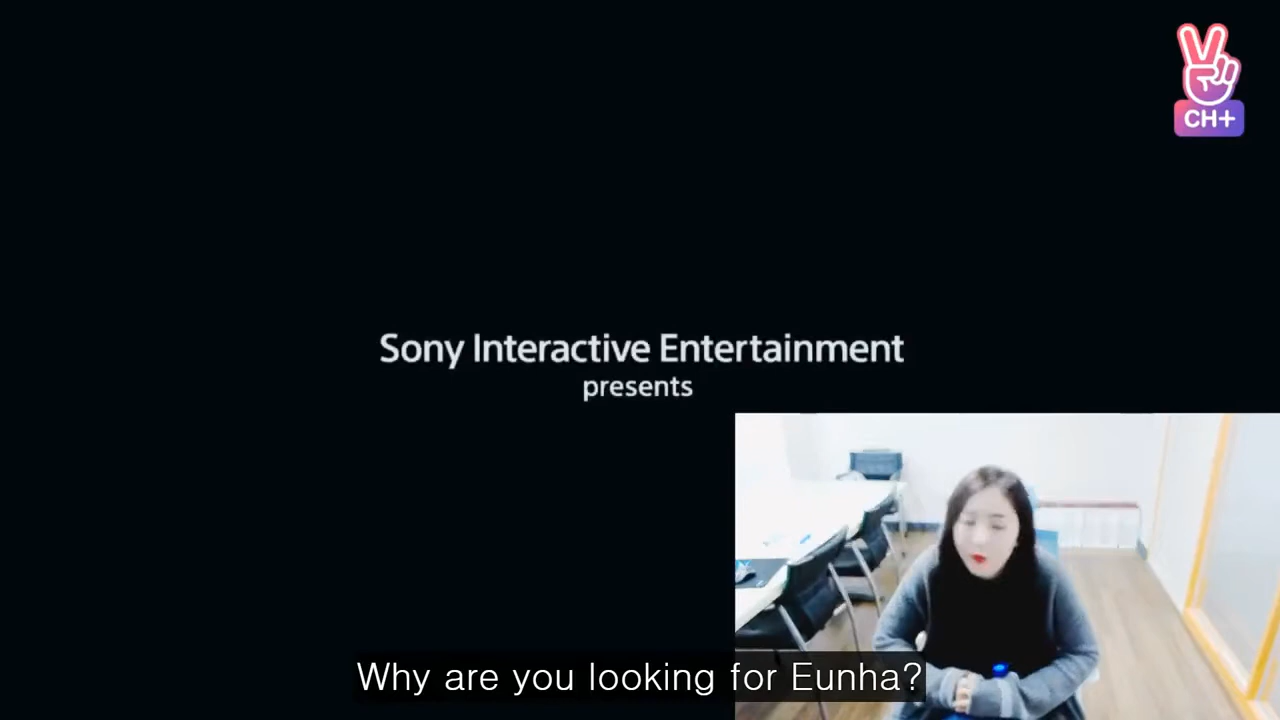 V
CH+
Sony Interactive Entertainment
presents
Why are you looking for Eunha?